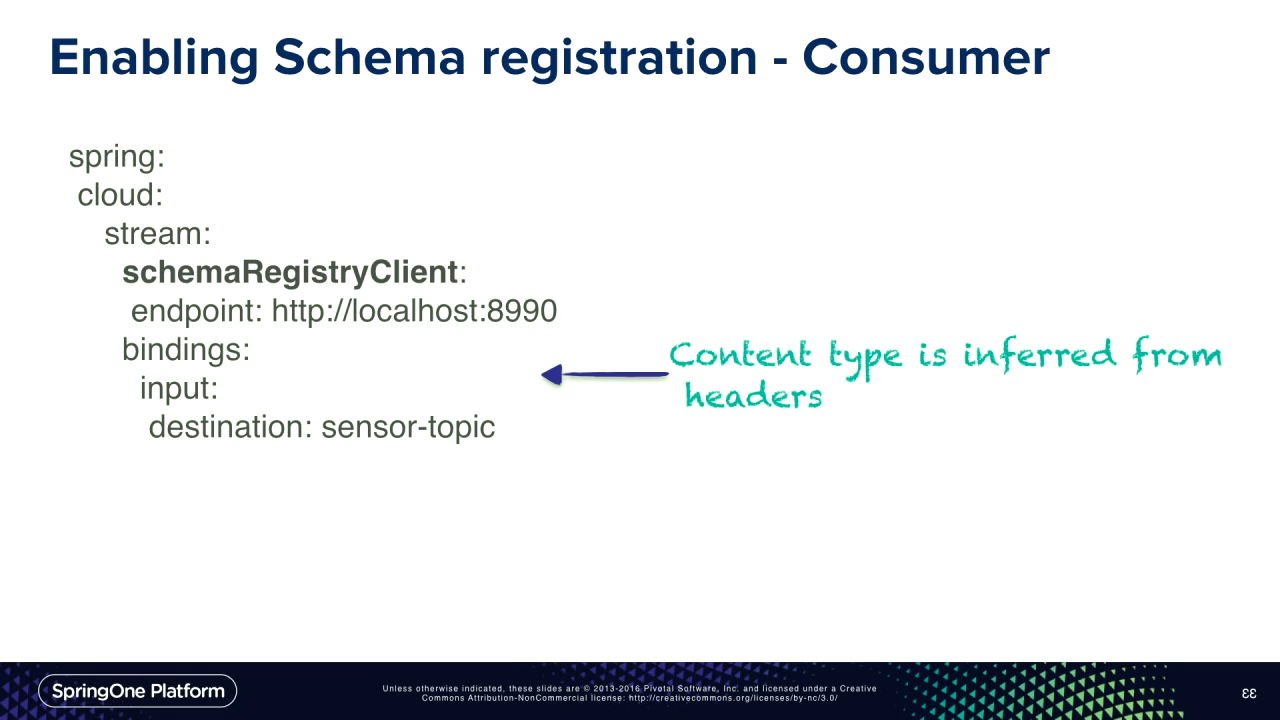 Enabling Schema registration - Consumer
spring:
cloud:
stream:
schemaRegistryClient:
endpoint: http://localhost:8990
bindings:
input:
destination: sensor-topic
Content type is inferred from
headers
SpringOne Platform
Unless otherwise indicated, these slides are © 2013-2016 Pivotal Software, Inc. and licensed under a Creative
Commons Attribution-NonCommercial license: http://creativecommons.org/licenses/by-nc/3.0/
33